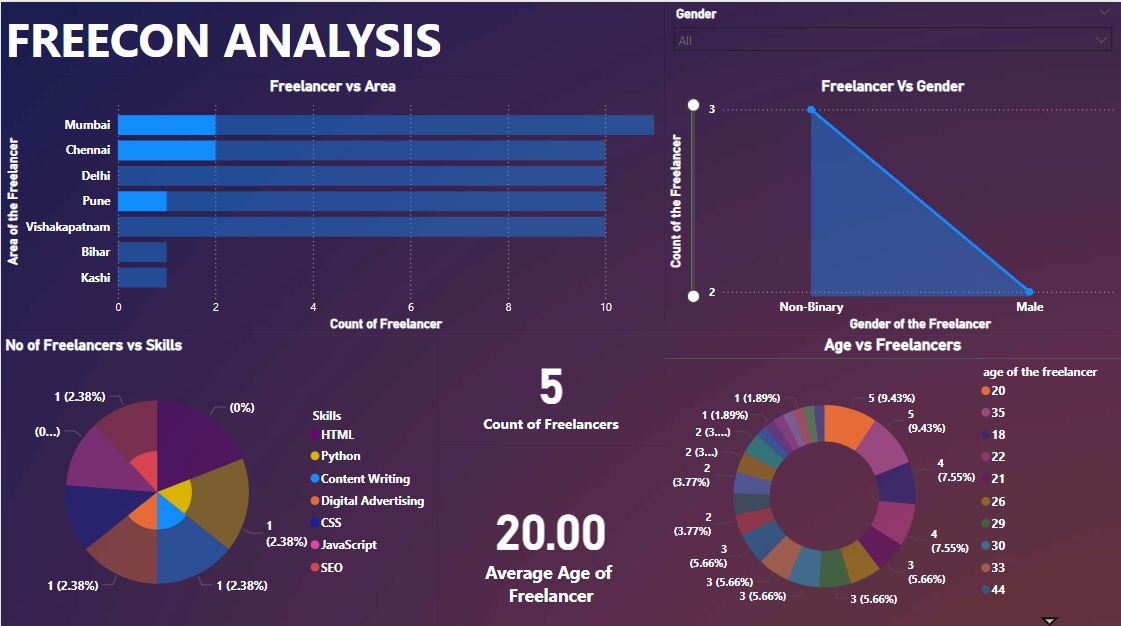 FREECON ANALYSIS
Gender
All
Freelancer vs Area
Area of the Freelancer
Mumbai
Chennai
Delhi
Pune
Vishakapatnam
Bihar
Kashi
0 2 4 6 8 10
Count of Freelancer
Freelancer Vs Gender
Count of the Freelancer
3
2
Non-Binary Male
Gender of the Freelancer
No of Freelancers vs Skills
1 (2.38%)
(0%)
(0...)
1
(2.38%)
1 (2.38%)
1 (2.38%)
Skills
HTML
Python
Content Writing
Digital Advertising
CSS
JavaScript
SEO
5
Count of Freelancers
20.00
Average Age of
Freelancer
Age vs Freelancers
1 (1.89%)
5 (9.43%)
1 (1.89%)
5
(9.43%)
2 (3....)
2 (3...)
4
(7.55%)
2
(3.77%)
4
(7.55%)
2
(3.77%)
3
(5.66%)
3
(5.66%)
3 (5.66%)
3 (5.66%)
3 (5.66%)
age of the freelancer
20
35
18
22
21
26
29
30
33
44